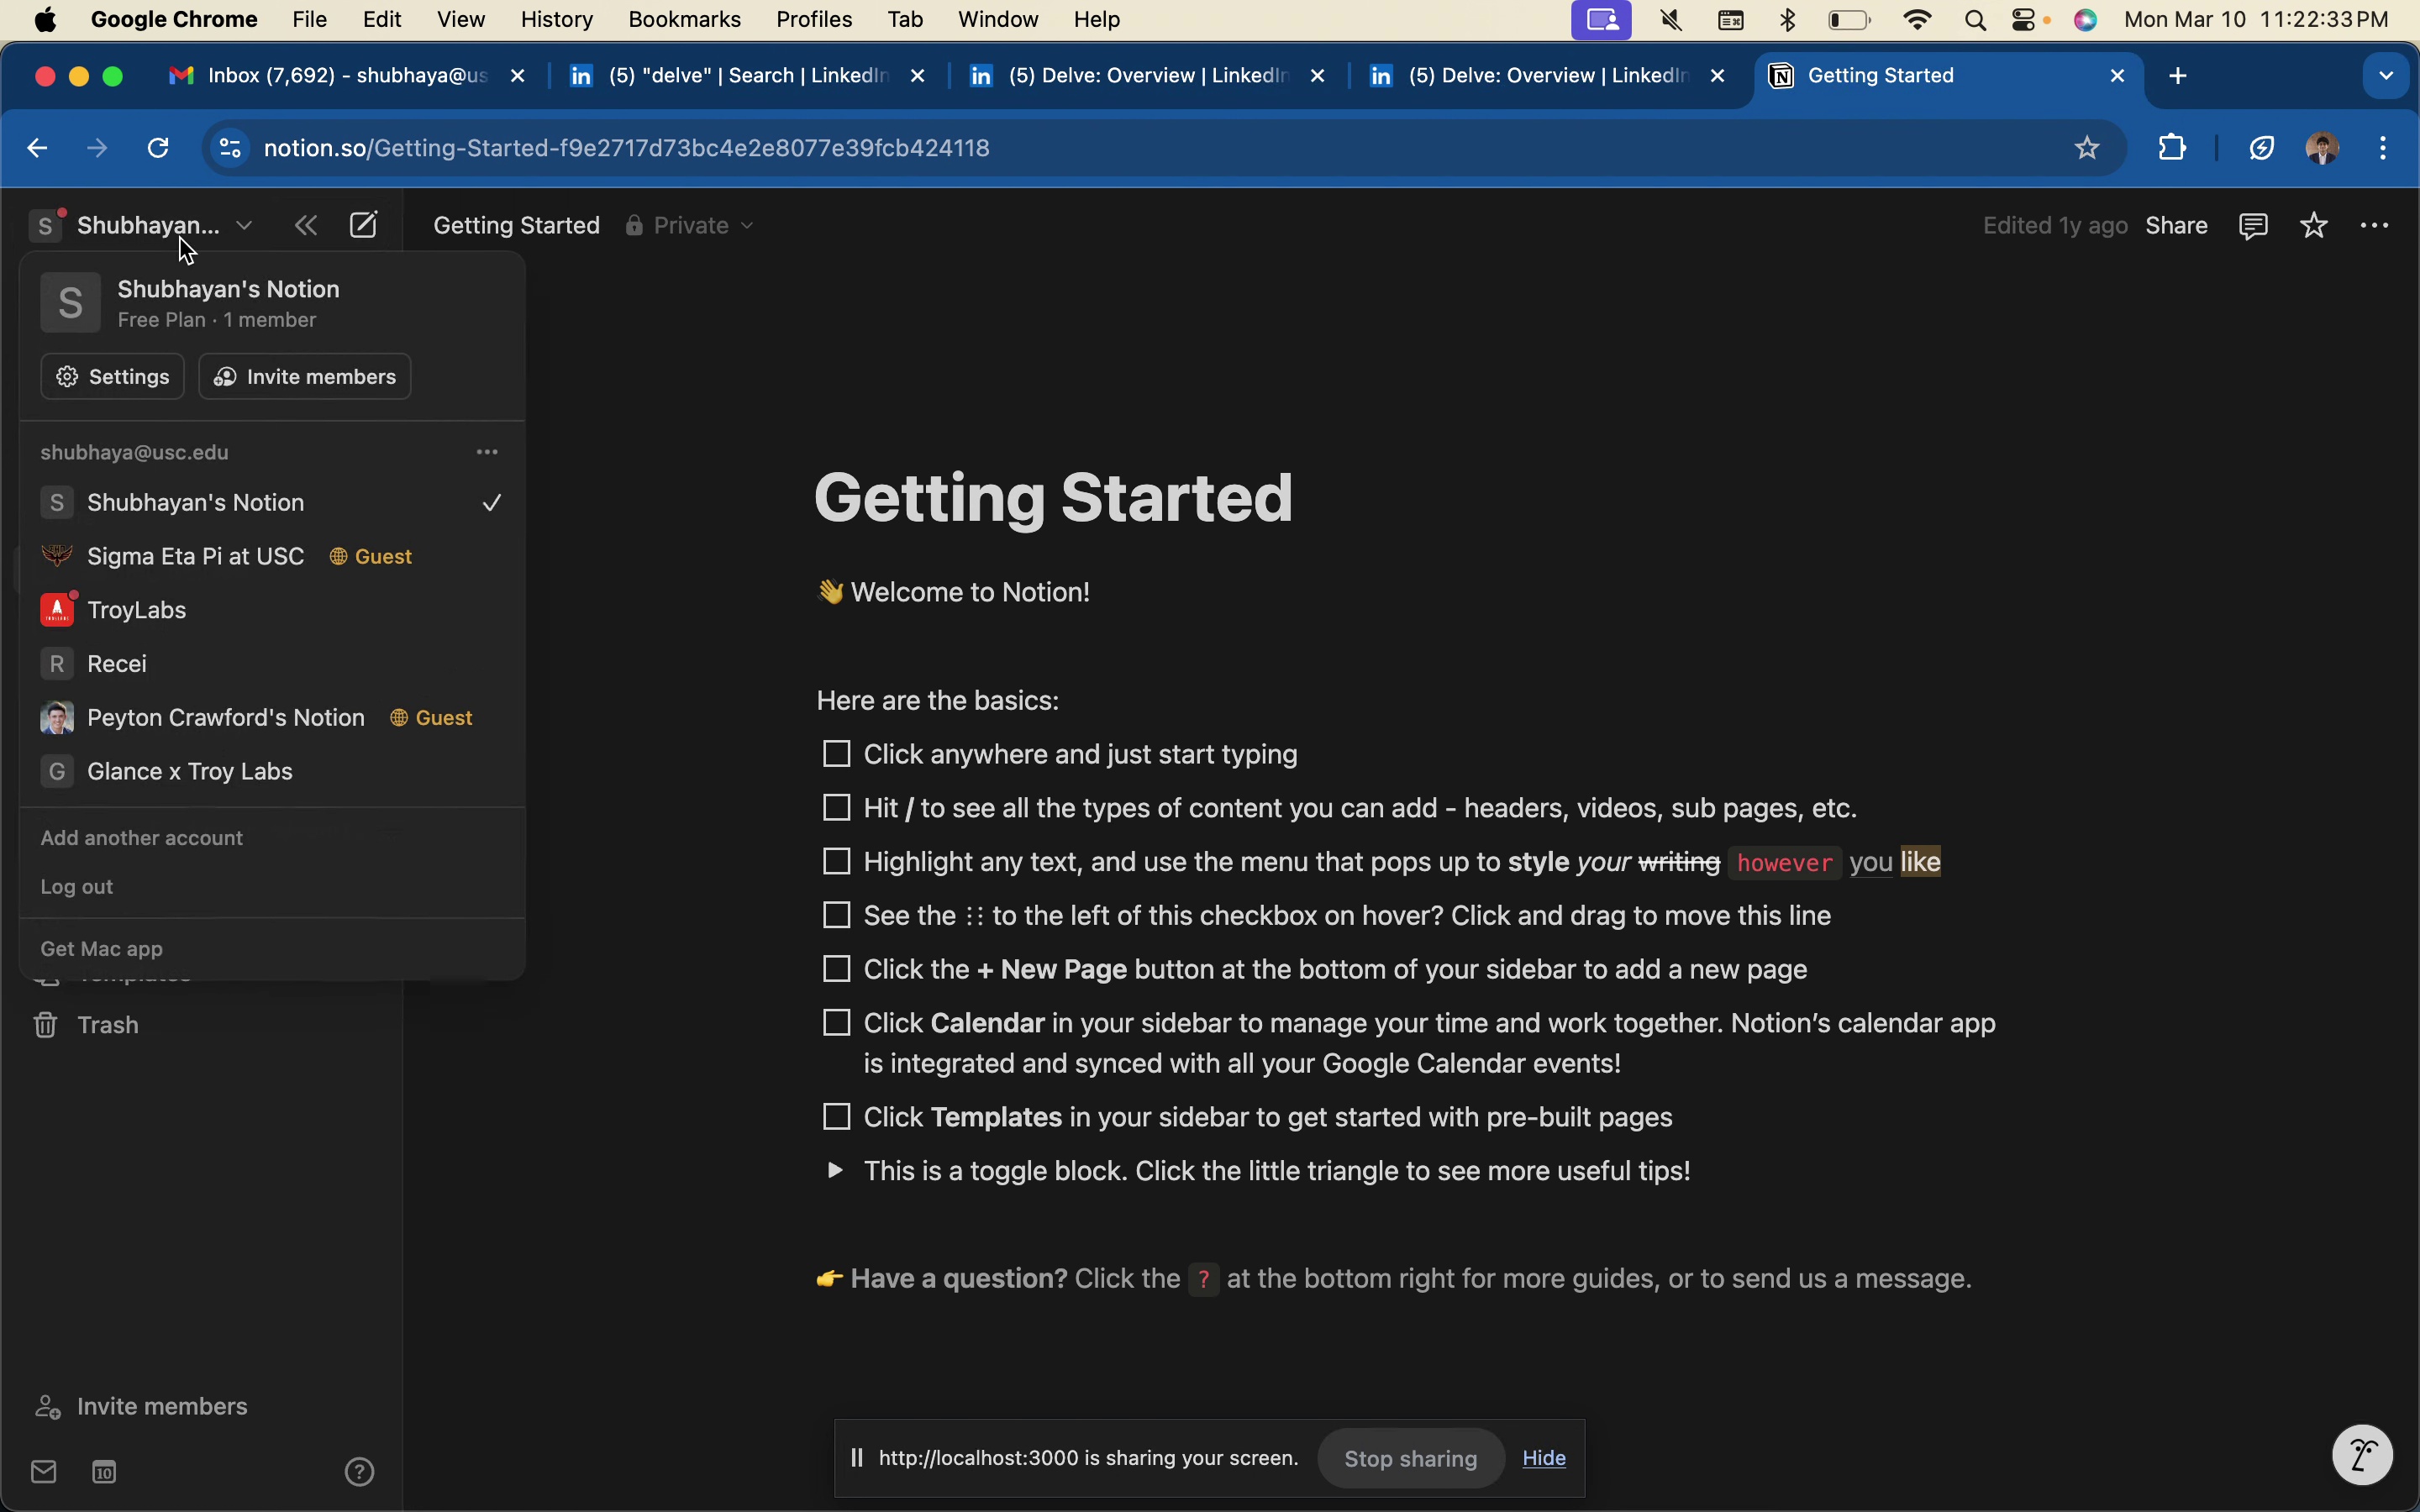 Google Chrome File Edit View History Bookmarks Profiles Tab Window Help Mon Mar 10 11:22:33 PM
Inbox (7,692) - shubhaya@us (5) "delve" | Search | LinkedIn (5) Delve: Overview | LinkedIn (5) Delve: Overview | LinkedIn Getting Started
notion.so/Getting-Started-f9e2717d73bc4e2e8077e39fcb424118
S Shubhayan... Getting Started Private Edited 1y ago Share
S Shubhayan's Notion
Free Plan · 1 member
Settings Invite members
shubhaya@usc.edu
S Shubhayan's Notion
Sigma Eta Pi at USC Guest
TroyLabs
R Recei
Peyton Crawford's Notion Guest
G Glance x Troy Labs
Add another account
Log out
Get Mac app
Trash
Invite members
10
Getting Started
👋 Welcome to Notion!
Here are the basics:
Click anywhere and just start typing
Hit / to see all the types of content you can add - headers, videos, sub pages, etc.
Highlight any text, and use the menu that pops up to style your writing however you like
See the ⋮⋮ to the left of this checkbox on hover? Click and drag to move this line
Click the + New Page button at the bottom of your sidebar to add a new page
Click Calendar in your sidebar to manage your time and work together. Notion’s calendar app
is integrated and synced with all your Google Calendar events!
Click Templates in your sidebar to get started with pre-built pages
This is a toggle block. Click the little triangle to see more useful tips!
👉 Have a question? Click the ? at the bottom right for more guides, or to send us a message.
http://localhost:3000 is sharing your screen. Stop sharing Hide